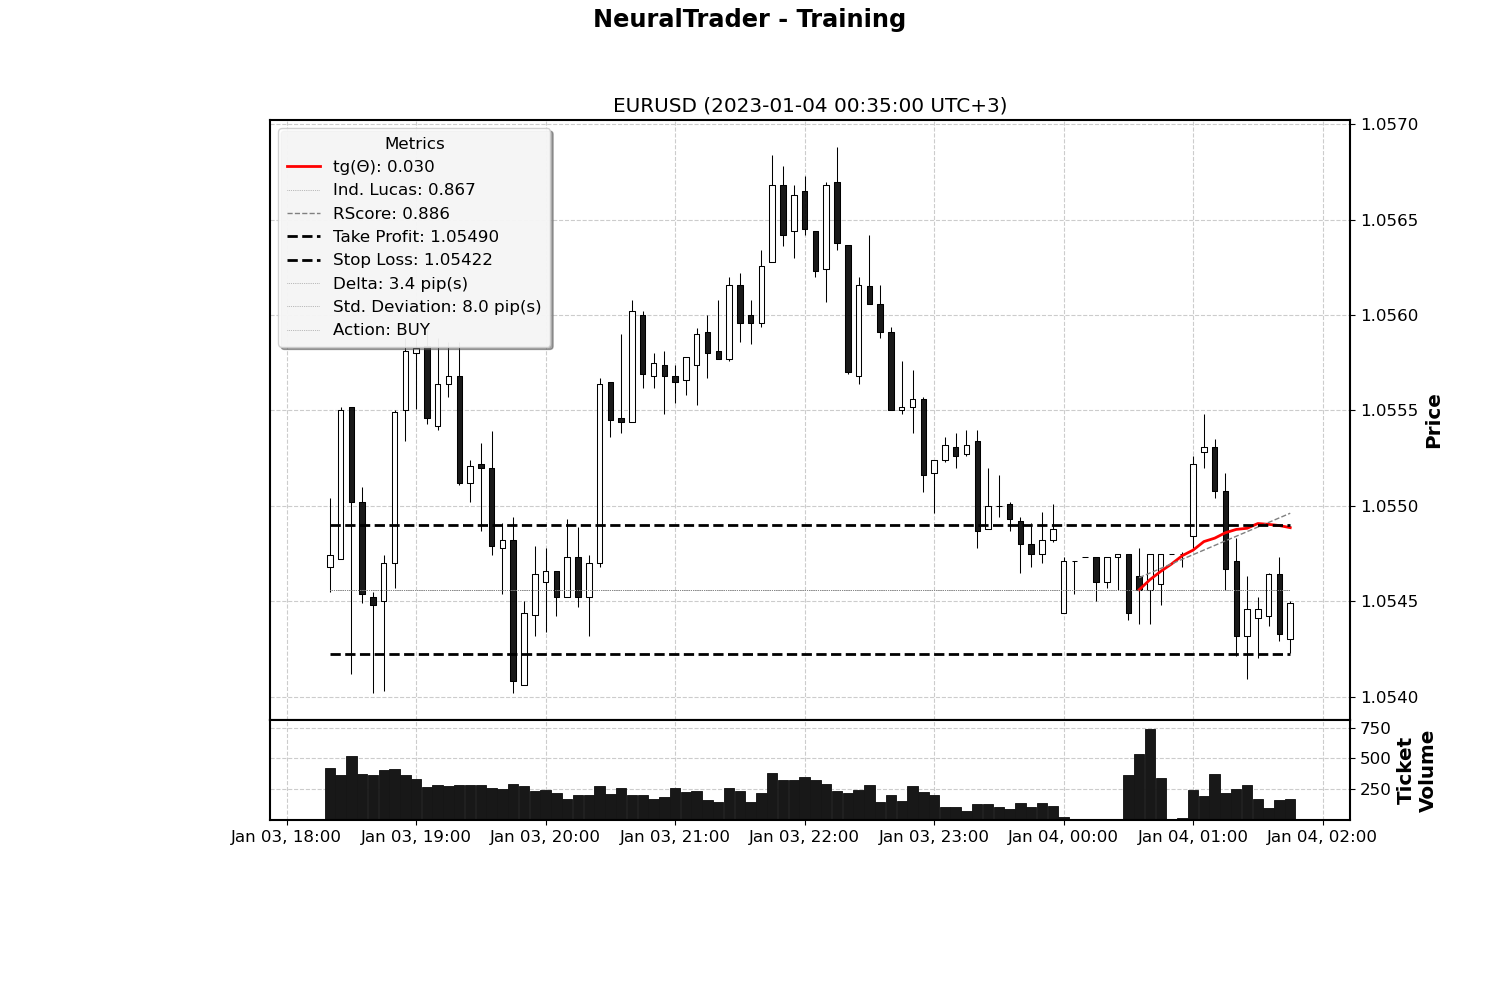 NeuralTrader - Training
EURUSD (2023-01-04 00:35:00 UTC+3)
Metrics
tg(Θ): 0.030
Ind. Lucas: 0.867
RScore: 0.886
Take Profit: 1.05490
Stop Loss: 1.05422
Delta: 3.4 pip(s)
Std. Deviation: 8.0 pip(s)
Action: BUY
1.0570
1.0565
1.0560
1.0555
1.0550
1.0545
1.0540
Price
750
500
250
Ticket
Volume
Jan 03, 18:00
Jan 03, 19:00
Jan 03, 20:00
Jan 03, 21:00
Jan 03, 22:00
Jan 03, 23:00
Jan 04, 00:00
Jan 04, 01:00
Jan 04, 02:00